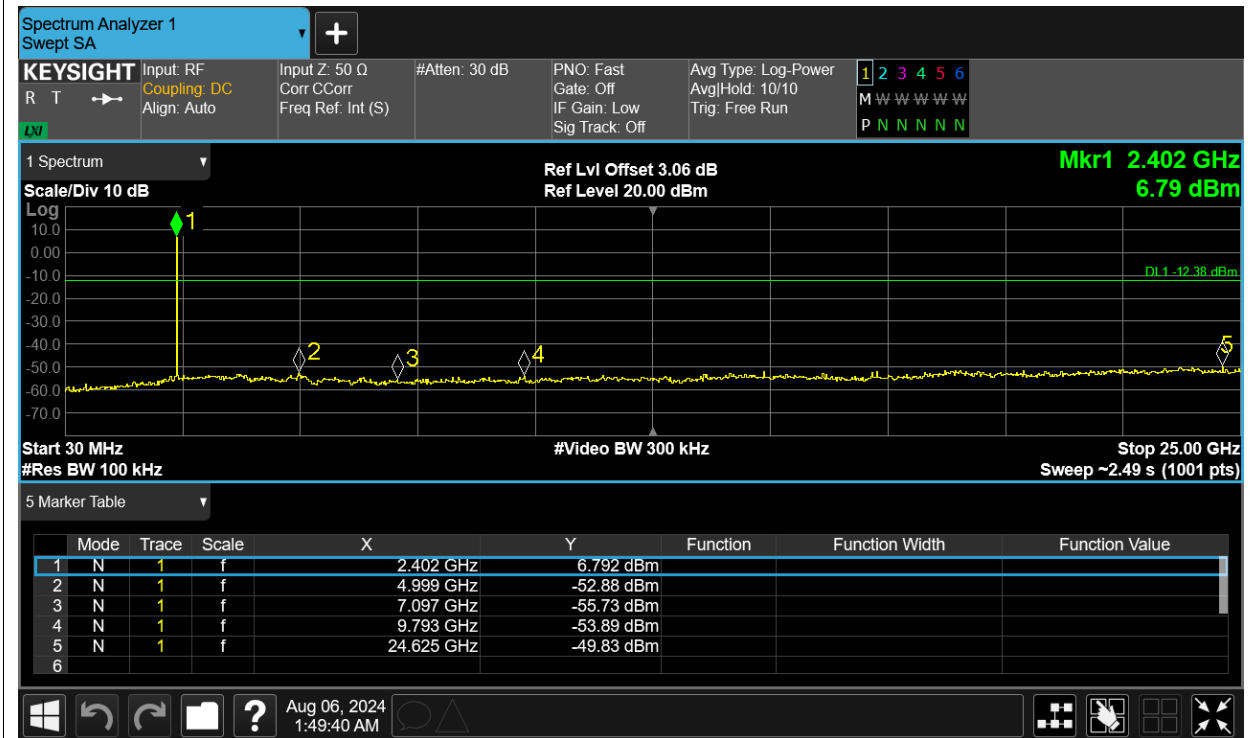 Spectrum Analyzer 1
Swept SA
KEYSIGHT
R T
LXI
Input: RF
Coupling: DC
Align: Auto
Input Z: 50 Ω
Corr CCorr
Freq Ref: Int (S)
#Atten: 30 dB
PNO: Fast
Gate: Off
IF Gain: Low
Sig Track: Off
Avg Type: Log-Power
Avg|Hold: 10/10
Trig: Free Run
1 2 3 4 5 6
M W W W W W
P N N N N N
1 Spectrum
Scale/Div 10 dB
Ref Lvl Offset 3.06 dB
Ref Level 20.00 dBm
Mkr1 2.402 GHz
6.79 dBm
Log
10.0
0.00
-10.0
-20.0
-30.0
-40.0
-50.0
-60.0
-70.0
1
DL1 -12.38 dBm
2
3
4
5
Start 30 MHz
#Video BW 300 kHz
Stop 25.00 GHz
#Res BW 100 kHz
Sweep ~2.49 s (1001 pts)
5 Marker Table
Mode Trace Scale X Y Function Function Width Function Value
1 N 1 f 2.402 GHz 6.792 dBm
2 N 1 f 4.999 GHz -52.88 dBm
3 N 1 f 7.097 GHz -55.73 dBm
4 N 1 f 9.793 GHz -53.89 dBm
5 N 1 f 24.625 GHz -49.83 dBm
6
?
Aug 06, 2024
1:49:40 AM